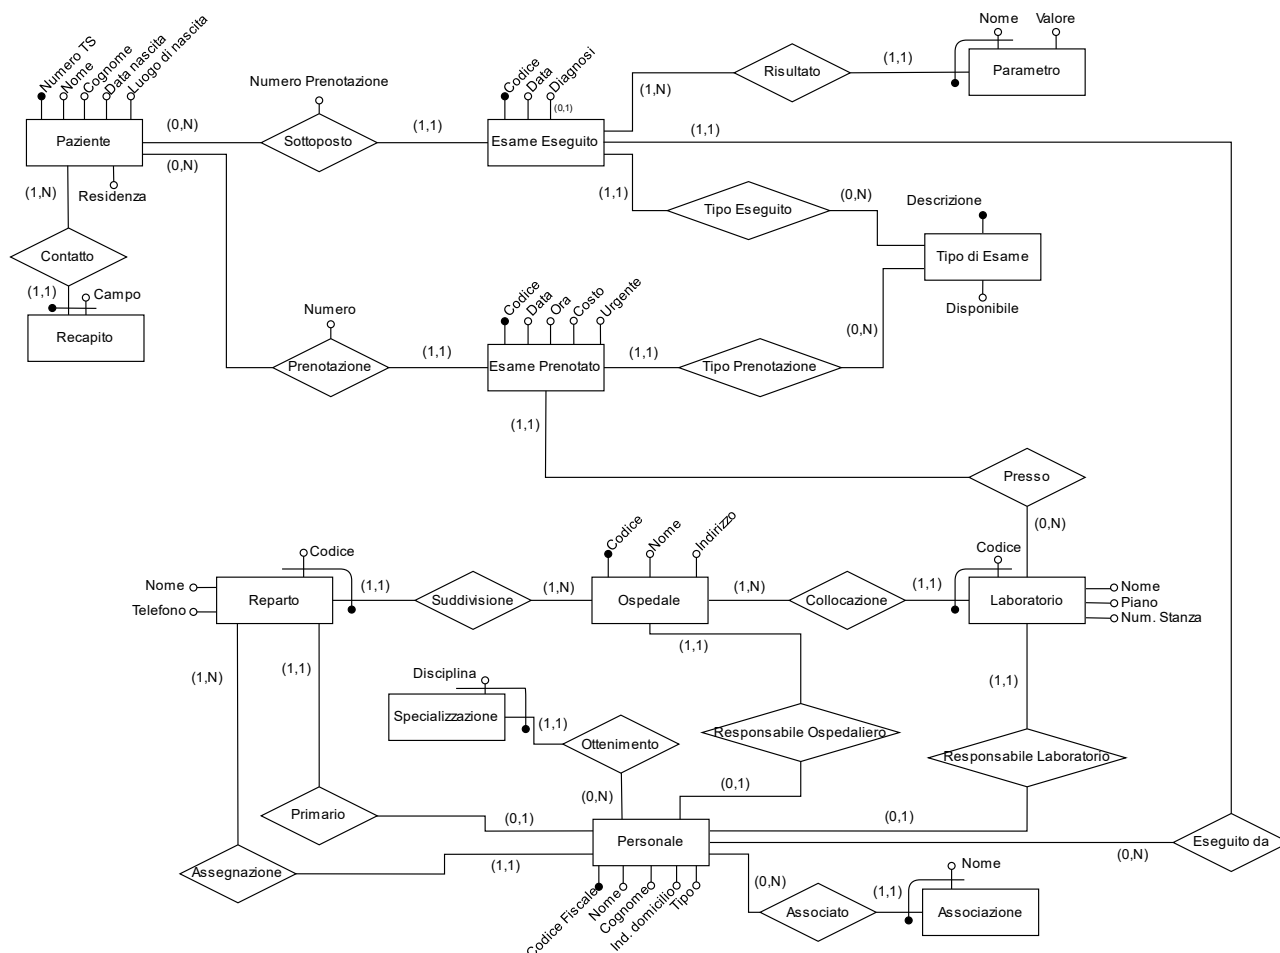 Numero TS
Nome
Cognome
Data nascita
Luogo di nascita
Paziente
Residenza
(0,N)
(0,N)
(1,N)
Numero Prenotazione
Sottoposto
(1,1)
Codice
Data
Diagnosi
(0,1)
Esame Eseguito
(1,N)
Risultato
(1,1)
Nome
Valore
Parametro
(1,1)
(1,1)
Tipo Eseguito
(0,N)
Descrizione
Tipo di Esame
Disponibile
Contatto
(1,1)
Campo
Recapito
Numero
Prenotazione
(1,1)
Codice
Data
Ora
Costo
Urgente
Esame Prenotato
(1,1)
Tipo Prenotazione
(0,N)
(1,1)
Presso
(0,N)
Nome
Telefono
Codice
Reparto
(1,1)
Suddivisione
(1,N)
Codice
Nome
Indirizzo
Ospedale
(1,N)
Collocazione
(1,1)
Codice
Laboratorio
Nome
Piano
Num. Stanza
(1,N)
(1,1)
Disciplina
Specializzazione
(1,1)
Ottenimento
(0,N)
(1,1)
Responsabile Ospedaliero
(0,1)
(1,1)
Responsabile Laboratorio
(0,1)
Primario
(0,1)
Assegnazione
(1,1)
Personale
Codice Fiscale
Nome
Cognome
Ind. domicilio
Tipo
(0,N)
Eseguito da
(0,N)
Associato
(1,1)
Nome
Associazione